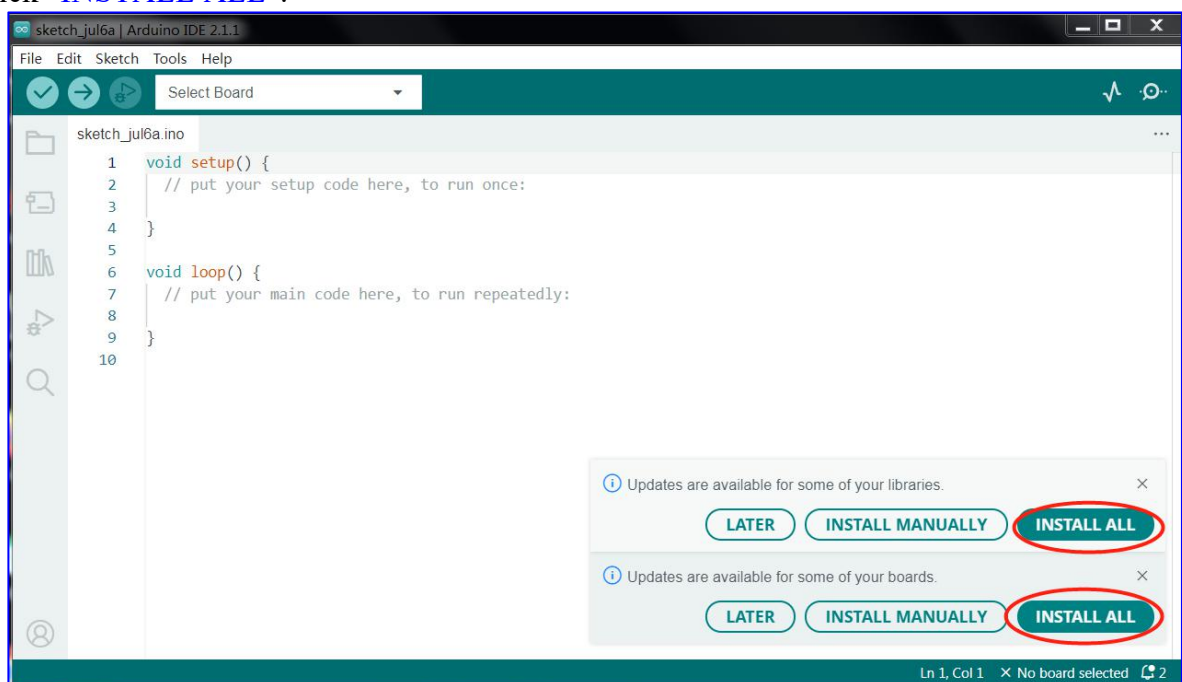 "INSTALL ALL".
sketch_jul6a | Arduino IDE 2.1.1
File Edit Sketch Tools Help
Select Board
sketch_jul6a.ino
1 void setup() {
2 // put your setup code here, to run once:
3
4 }
5
6 void loop() {
7 // put your main code here, to run repeatedly:
8
9 }
10
Updates are available for some of your libraries.
LATER INSTALL MANUALLY INSTALL ALL
Updates are available for some of your boards.
LATER INSTALL MANUALLY INSTALL ALL
Ln 1, Col 1 × No board selected 2